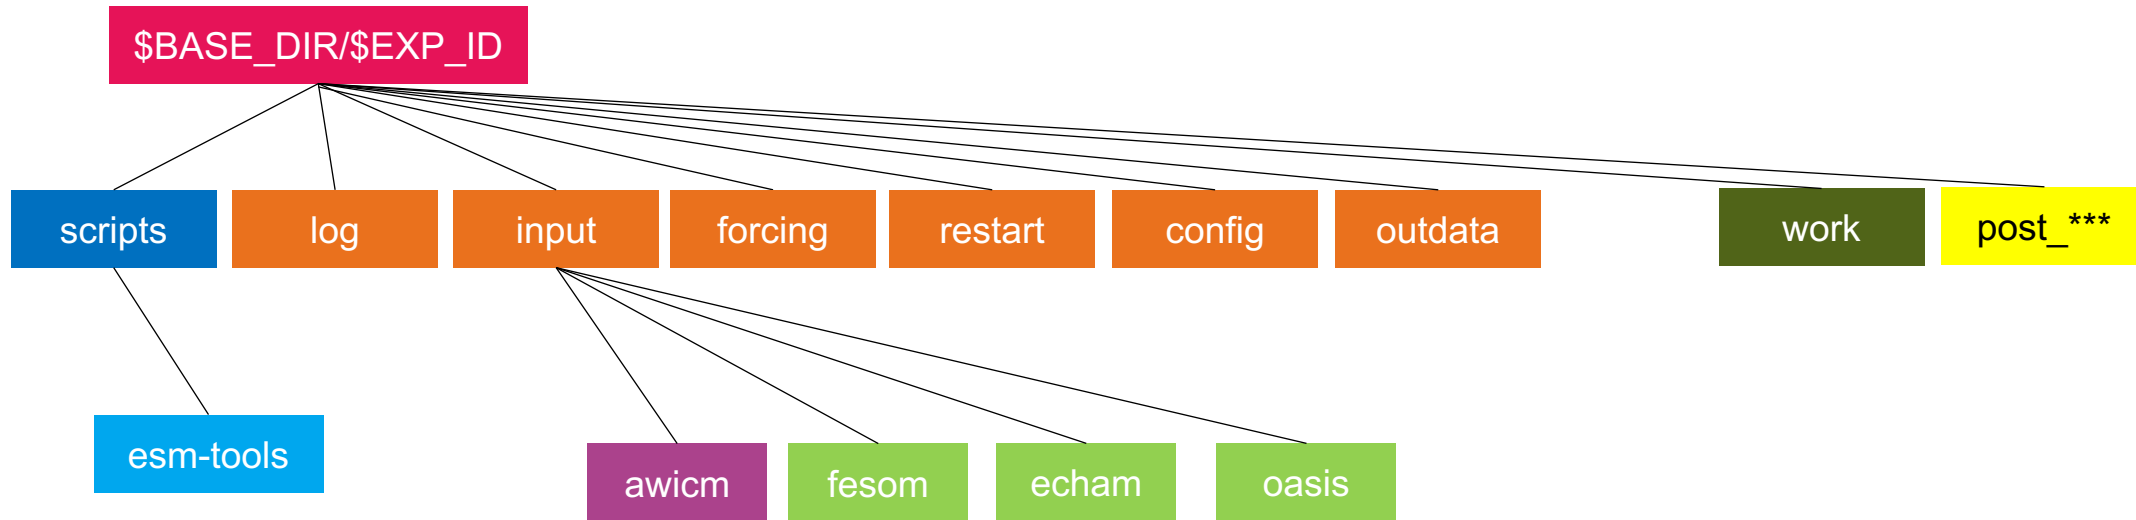 $BASE_DIR/$EXP_ID
scripts
log
input
forcing
restart
config
outdata
work
post_***
esm-tools
awicm
fesom
echam
oasis